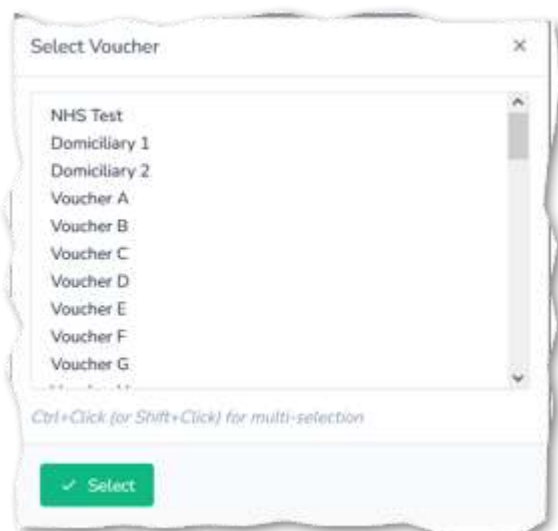 Select Voucher
NHS Test
Domiciliary 1
Domiciliary 2
Voucher A
Voucher B
Voucher C
Voucher D
Voucher E
Voucher F
Voucher G
Ctrl+Click (or Shift+Click) for multi-selection
Select